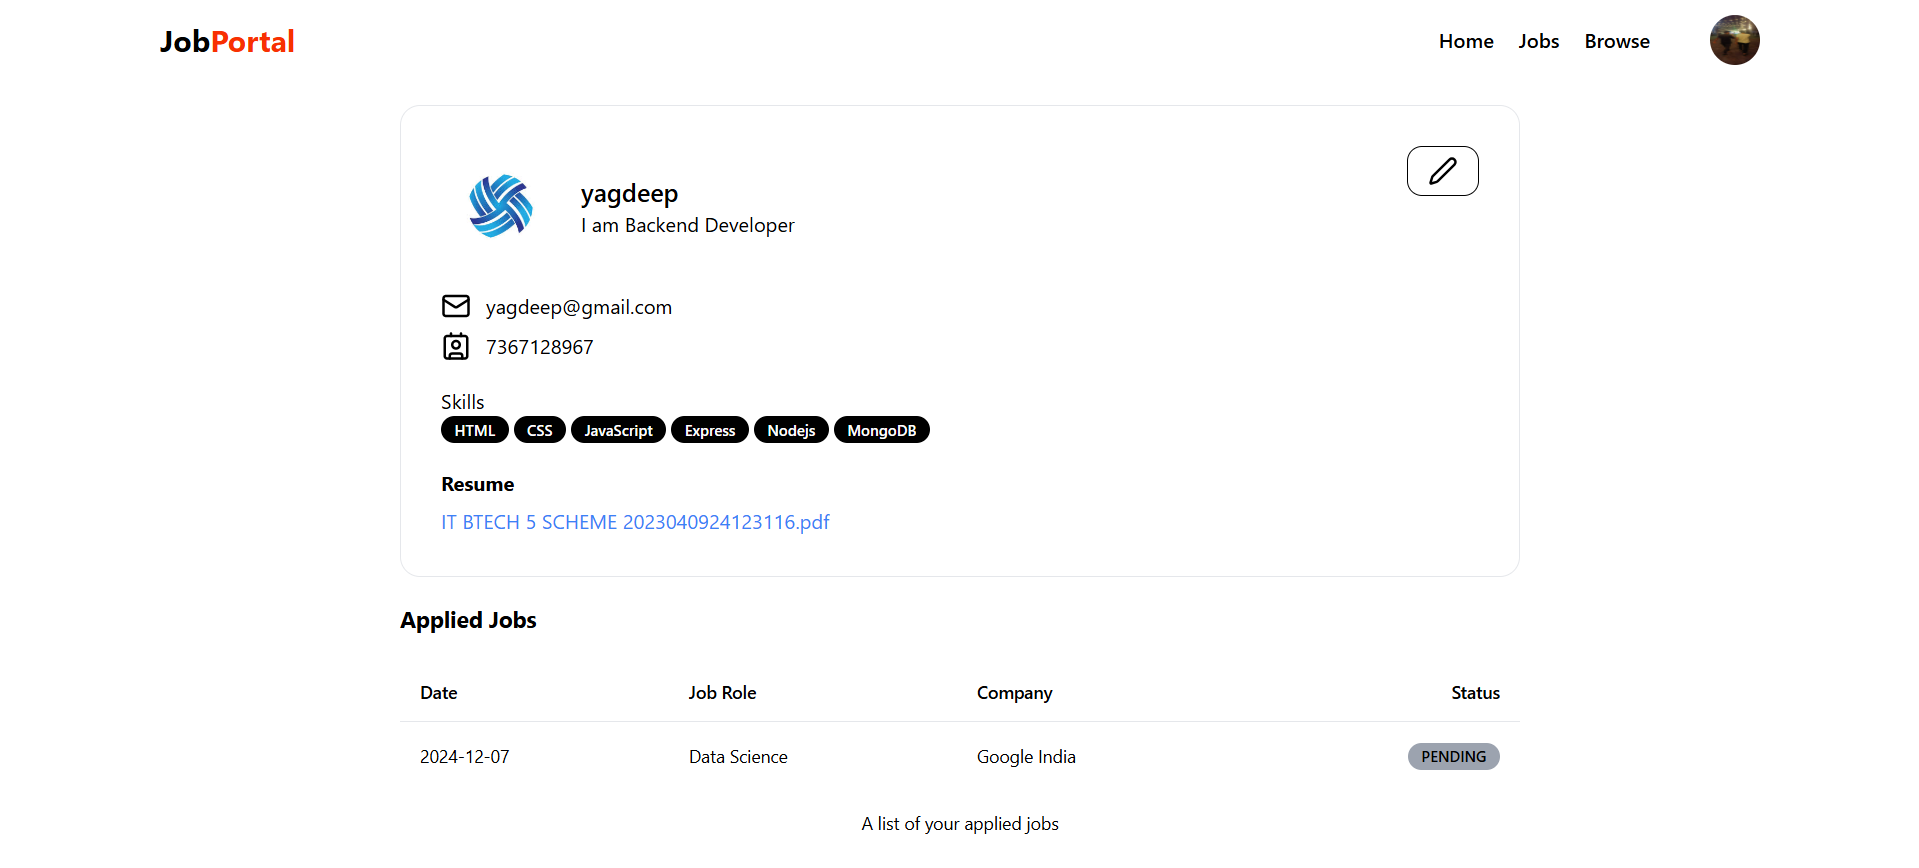 JobPortal
Home Jobs Browse
yagdeep
I am Backend Developer
yagdeep@gmail.com
7367128967
Skills
HTML CSS JavaScript Express Nodejs MongoDB
Resume
IT BTECH 5 SCHEME 2023040924123116.pdf
Applied Jobs
Date Job Role Company Status
2024-12-07 Data Science Google India PENDING
A list of your applied jobs